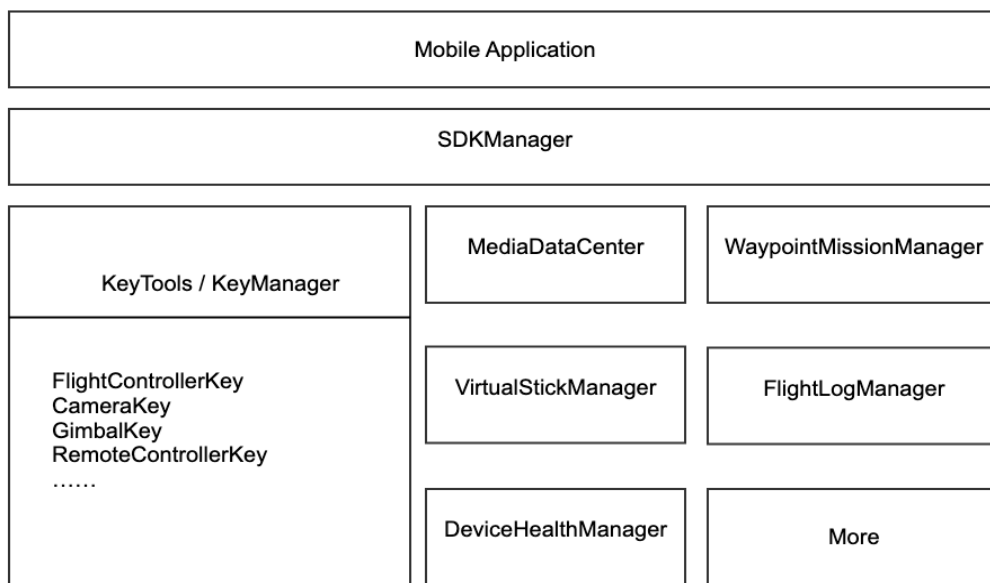 Mobile Application
SDKManager
KeyTools / KeyManager
FlightControllerKey
CameraKey
GimbalKey
RemoteControllerKey
……
MediaDataCenter
WaypointMissionManager
VirtualStickManager
FlightLogManager
DeviceHealthManager
More